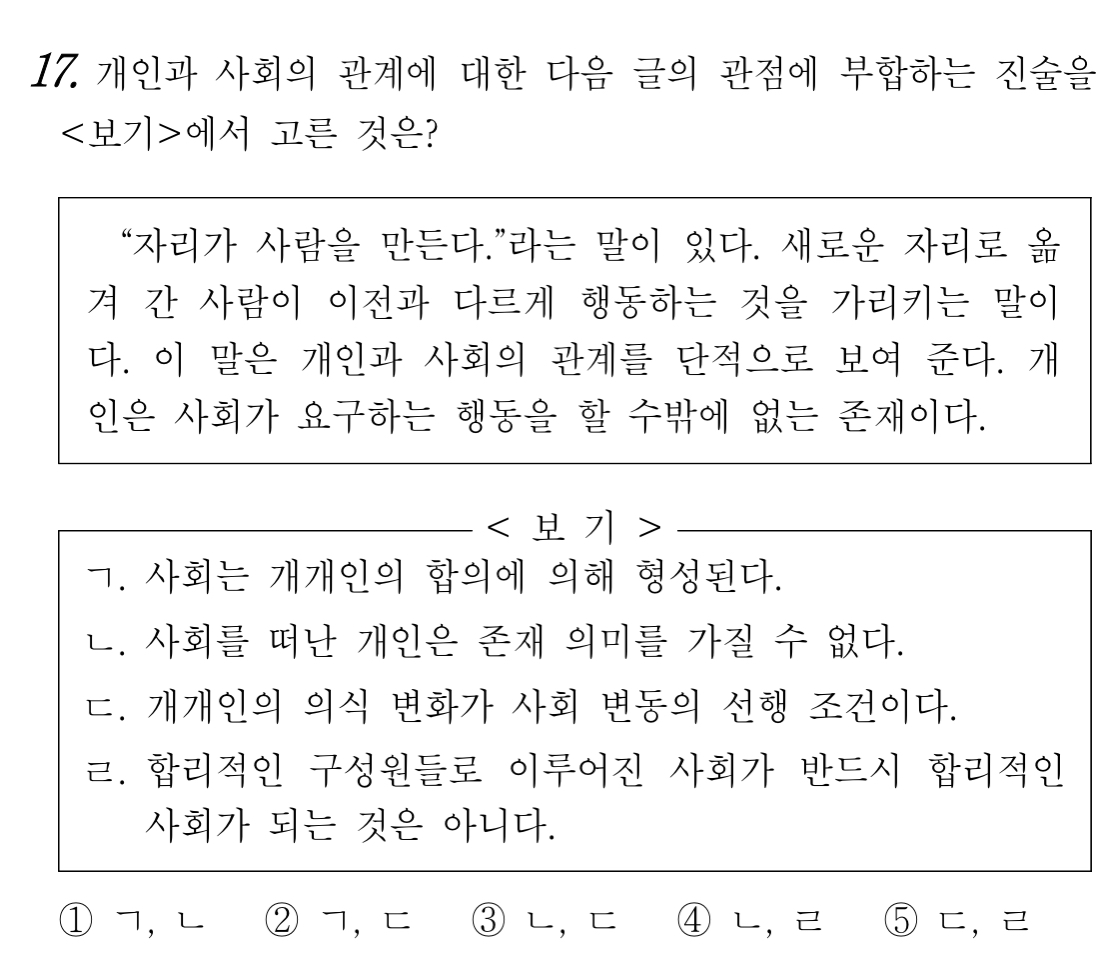 17. 개인과 사회의 관계에 대한 다음 글의 관점에 부합하는 진술을
<보기>에서 고른 것은?
“자리가 사람을 만든다.”라는 말이 있다. 새로운 자리로 옮
겨 간 사람이 이전과 다르게 행동하는 것을 가리키는 말이
다. 이 말은 개인과 사회의 관계를 단적으로 보여 준다. 개
인은 사회가 요구하는 행동을 할 수밖에 없는 존재이다.
< 보 기 >
ㄱ. 사회는 개개인의 합의에 의해 형성된다.
ㄴ. 사회를 떠난 개인은 존재 의미를 가질 수 없다.
ㄷ. 개개인의 의식 변화가 사회 변동의 선행 조건이다.
ㄹ. 합리적인 구성원들로 이루어진 사회가 반드시 합리적인
사회가 되는 것은 아니다.
① ㄱ, ㄴ ② ㄱ, ㄷ ③ ㄴ, ㄷ ④ ㄴ, ㄹ ⑤ ㄷ, ㄹ